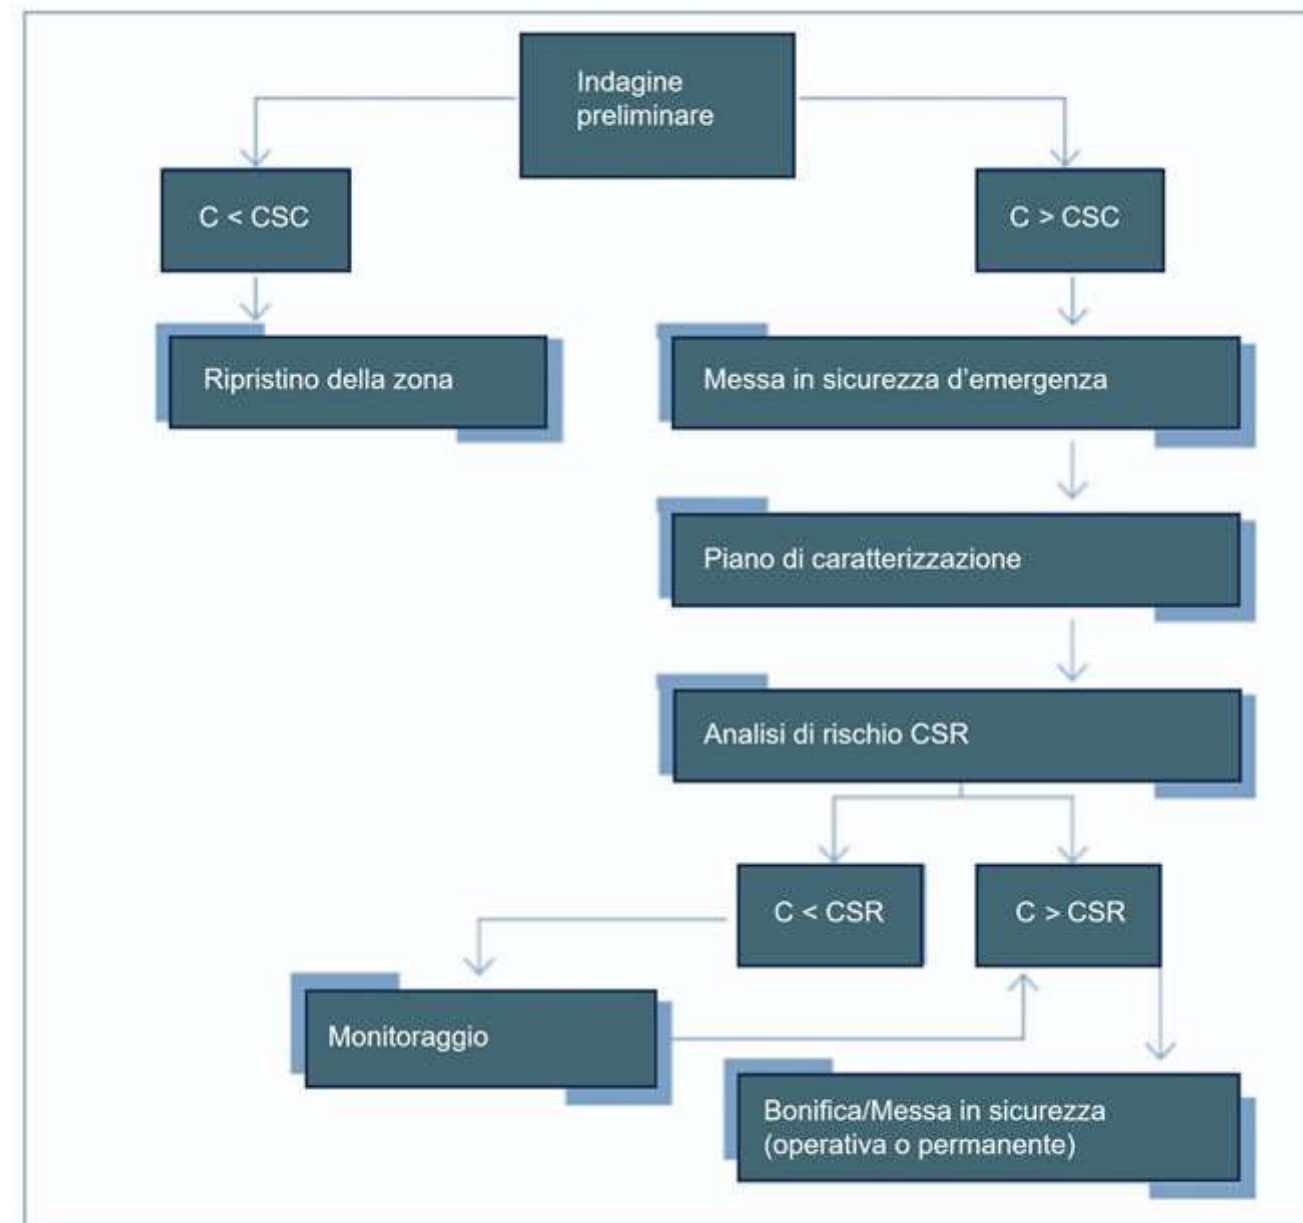 Indagine
preliminare
C < CSC
C > CSC
Ripristino della zona
Messa in sicurezza d'emergenza
Piano di caratterizzazione
Analisi di rischio CSR
C < CSR
C > CSR
Monitoraggio
Bonifica/Messa in sicurezza
(operativa o permanente)